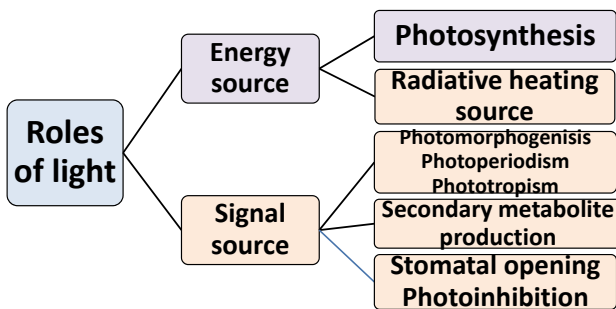 Roles
of light
Energy
source
Photosynthesis
Radiative heating
source
Signal
source
Photomorphogenisis
Photoperiodism
Phototropism
Secondary metabolite
production
Stomatal opening
Photoinhibition